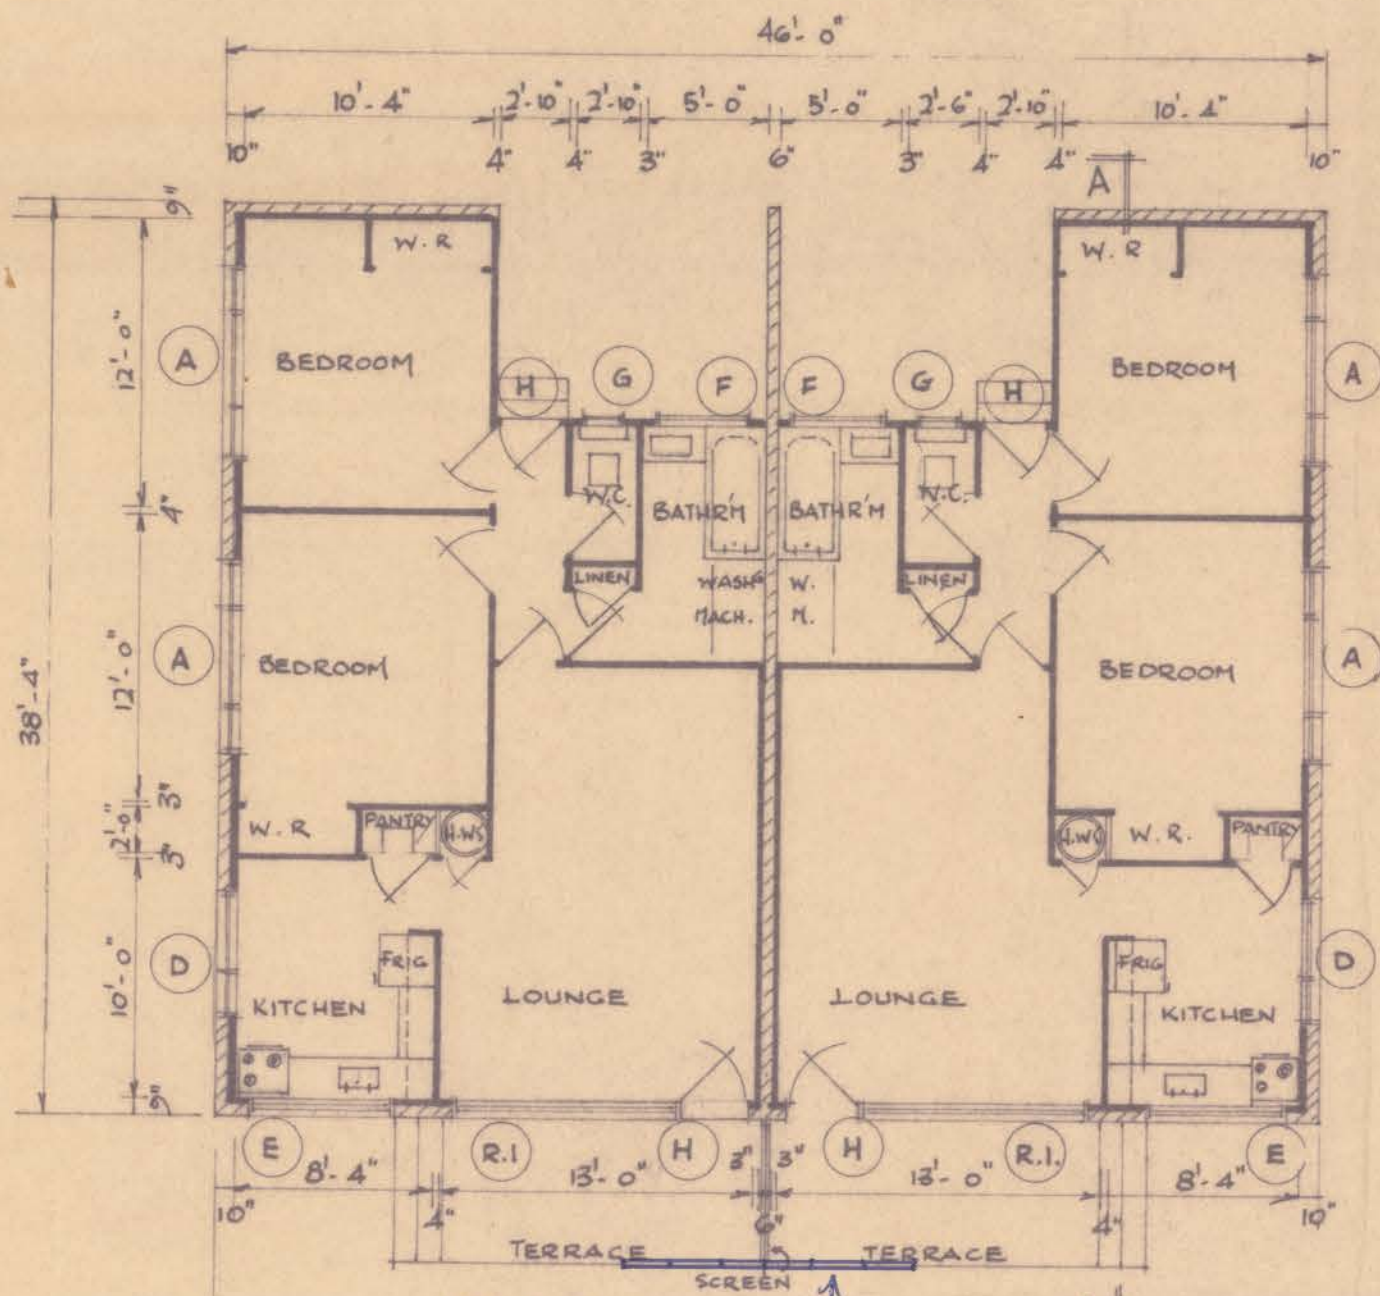 46'-0"
10'-4" 2'-10" 2'-10" 5'-0" 5'-0" 2'-6" 2'-10" 10'-4"
10" 4" 4" 3" 6" 3" 4" 4" 10"
A
9"
W.R W.R
12'-0"
A BEDROOM H G F F G H BEDROOM A
W.C. BATHR'M BATHR'M W.C.
4"
LINEN WASHG W. LINEN
MACH. M.
38'-4"
12'-0"
A BEDROOM BEDROOM A
3"
2'-0"
3"
W.R PANTRY H.WS H.WS W.R. PANTRY
10'-0"
D FRIG FRIG D
KITCHEN LOUNGE LOUNGE KITCHEN
9"
E R.I H H R.I. E
8'-4" 13'-0" 3" 3" 13'-0" 8'-4"
10" 4" 6" 4" 10"
TERRACE TERRACE
SCREEN